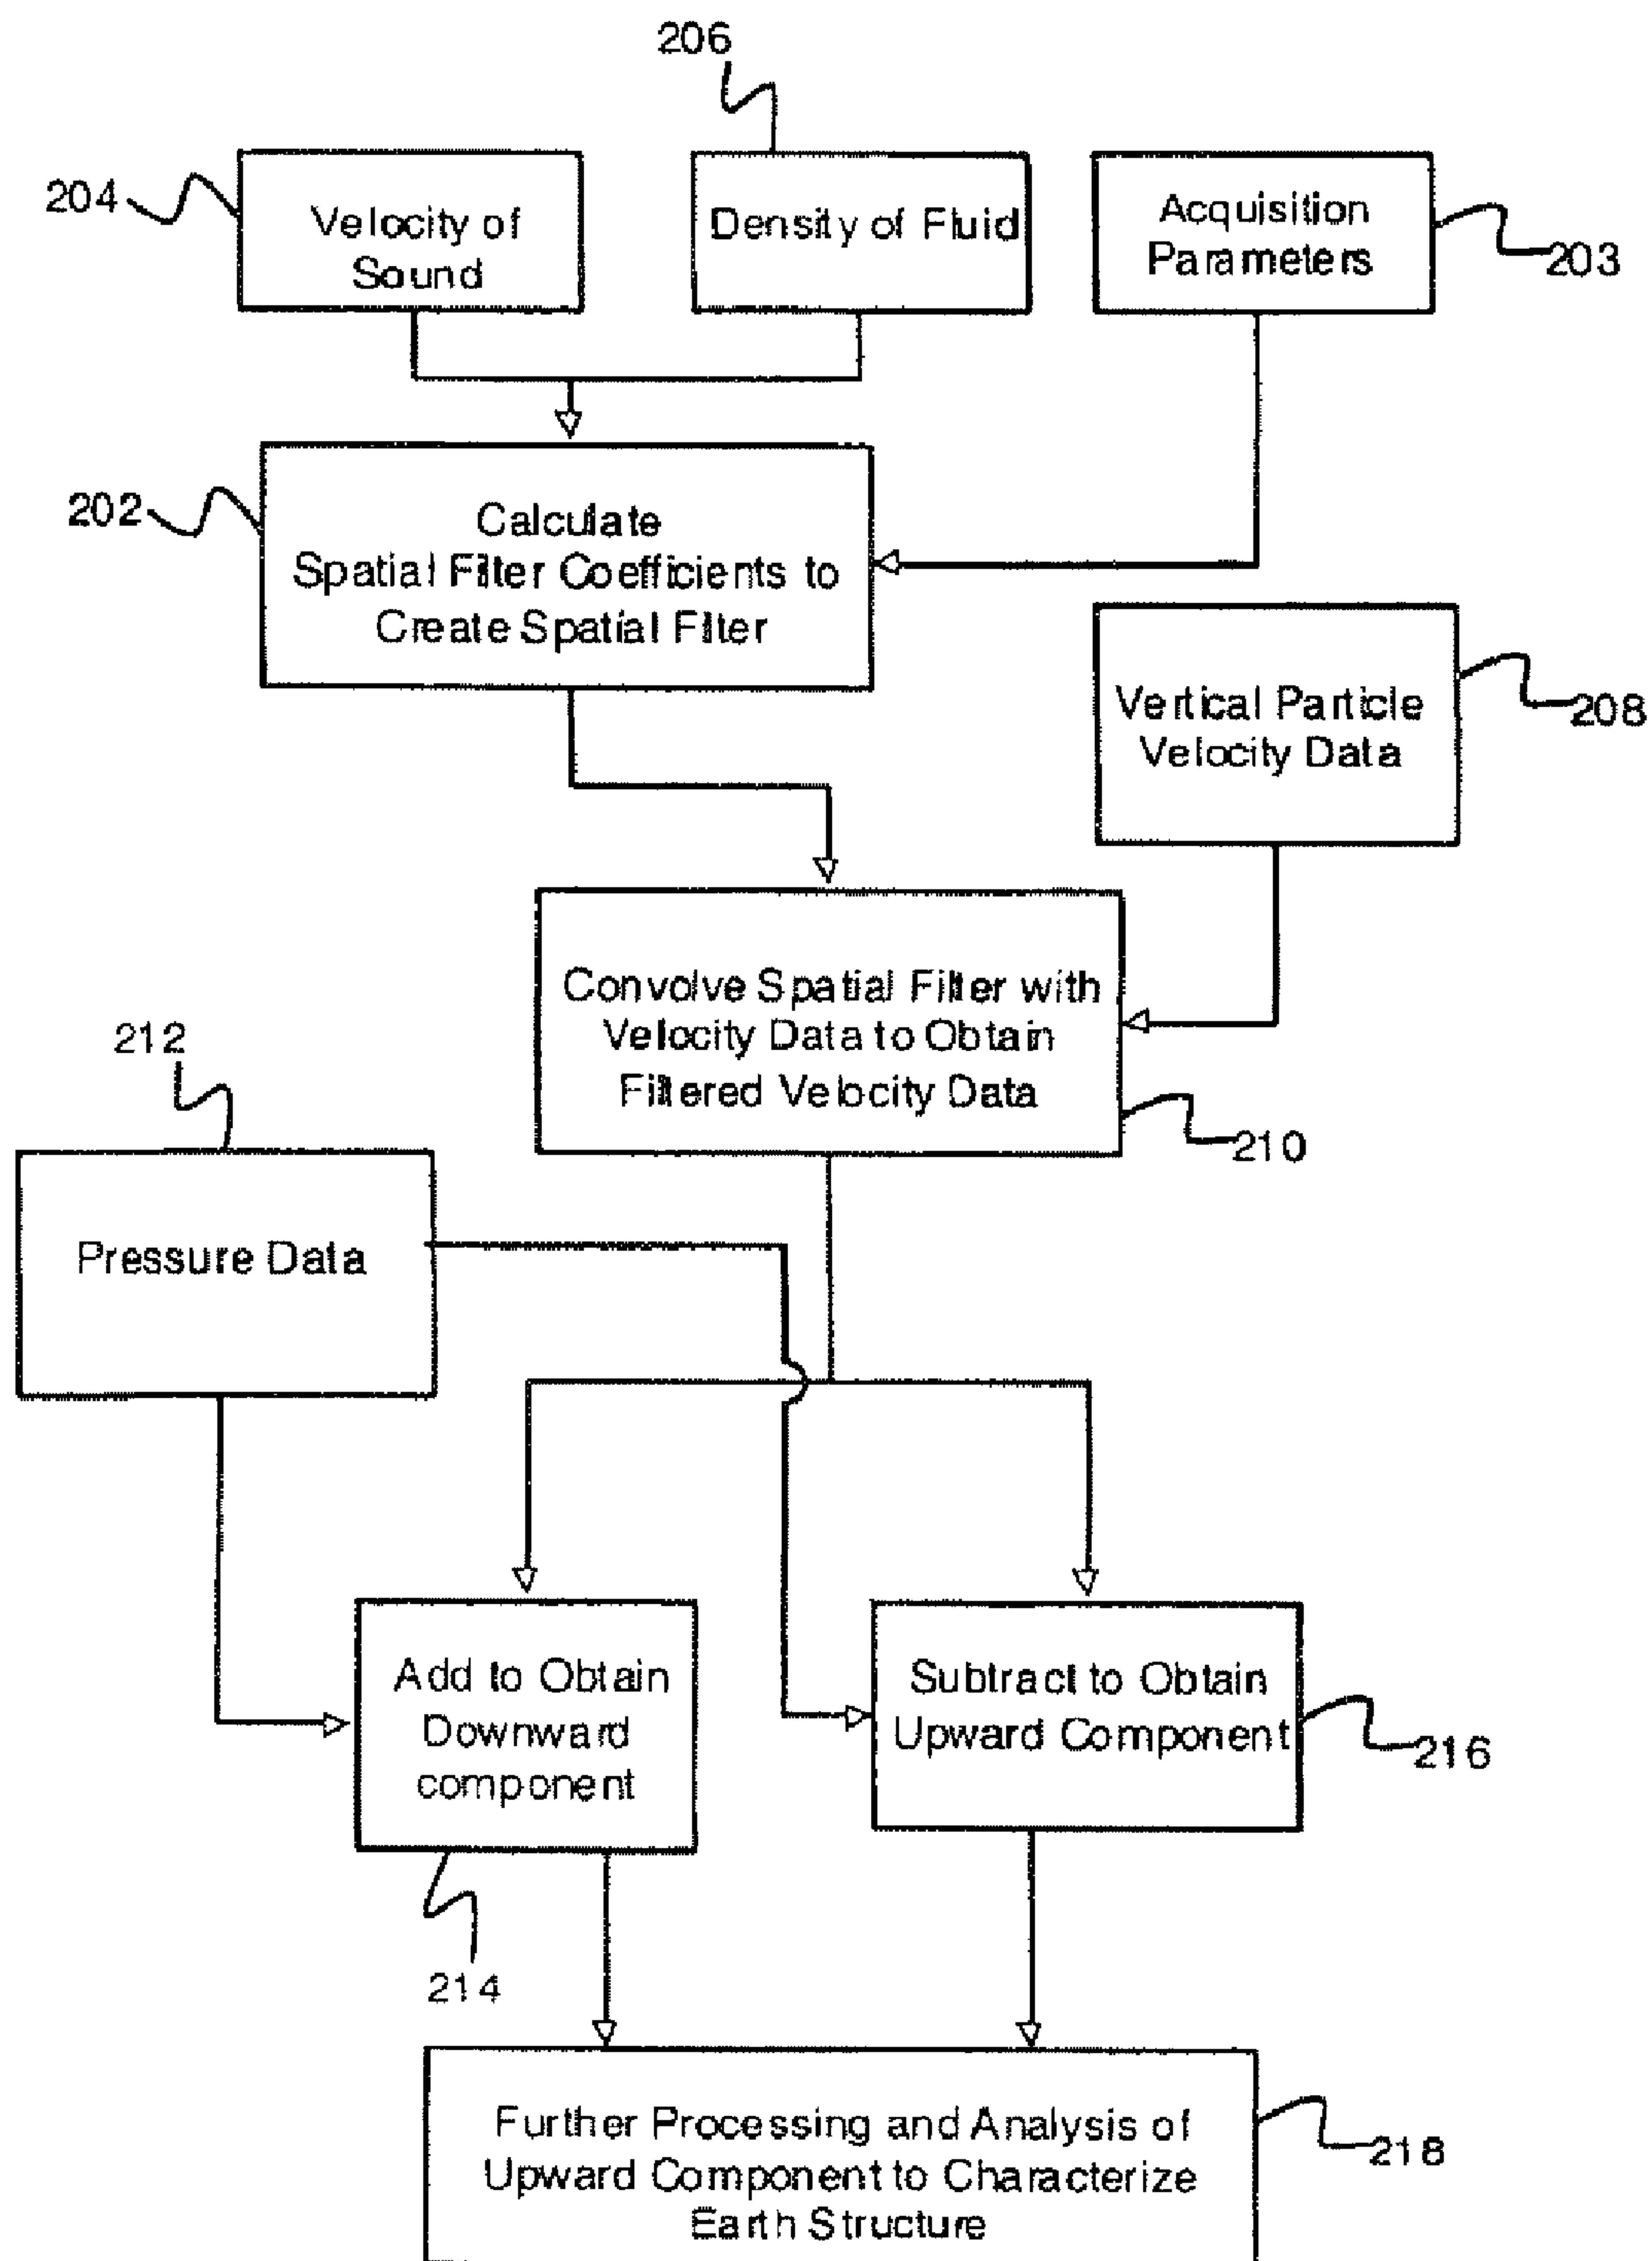 206
204
Velocity of
Sound
Density of Fluid
Acquisition
Parameters
203
202
Calculate
Spatial Filter Coefficients to
Create Spatial Filter
Vertical Particle
Velocity Data
208
Convolve Spatial Filter with
Velocity Data to Obtain
Filtered Velocity Data
210
212
Pressure Data
Add to Obtain
Downward
component
214
Subtract to Obtain
Upward Component
216
Further Processing and Analysis of
Upward Component to Characterize
Earth Structure
218